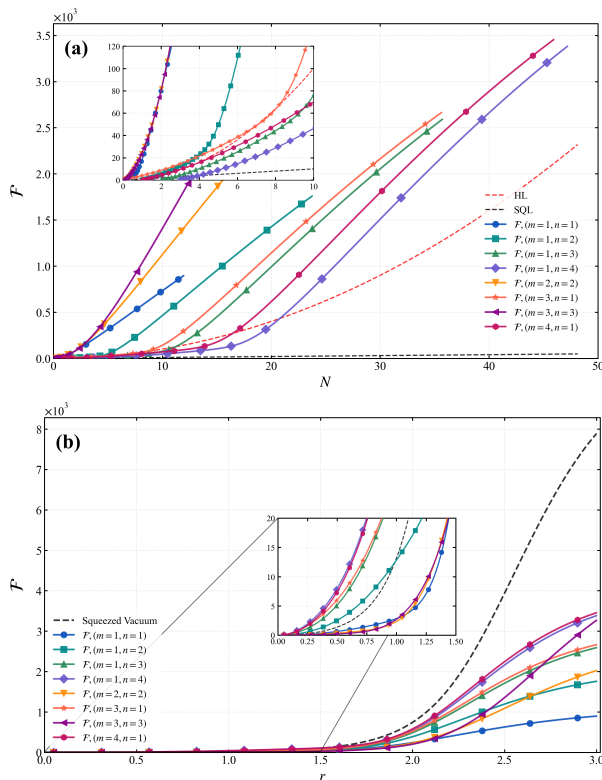 ×10³
(a)
3.5
3.0
2.5
2.0
1.5
1.0
0.5
0.0
ℱ
120
100
80
60
40
20
0
0 2 4 6 8 10
HL
SQL
ℱ, (m=1, n=1)
ℱ, (m=1, n=2)
ℱ, (m=1, n=3)
ℱ, (m=1, n=4)
ℱ, (m=2, n=2)
ℱ, (m=3, n=1)
ℱ, (m=3, n=3)
ℱ, (m=4, n=1)
0 10 20 30 40 50
N
×10³
(b)
8
7
6
5
4
3
2
1
0
ℱ
20
15
10
5
0
0.00 0.25 0.50 0.75 1.00 1.25 1.50
Squeezed Vacuum
ℱ, (m=1, n=1)
ℱ, (m=1, n=2)
ℱ, (m=1, n=3)
ℱ, (m=1, n=4)
ℱ, (m=2, n=2)
ℱ, (m=3, n=1)
ℱ, (m=3, n=3)
ℱ, (m=4, n=1)
0.0 0.5 1.0 1.5 2.0 2.5 3.0
r